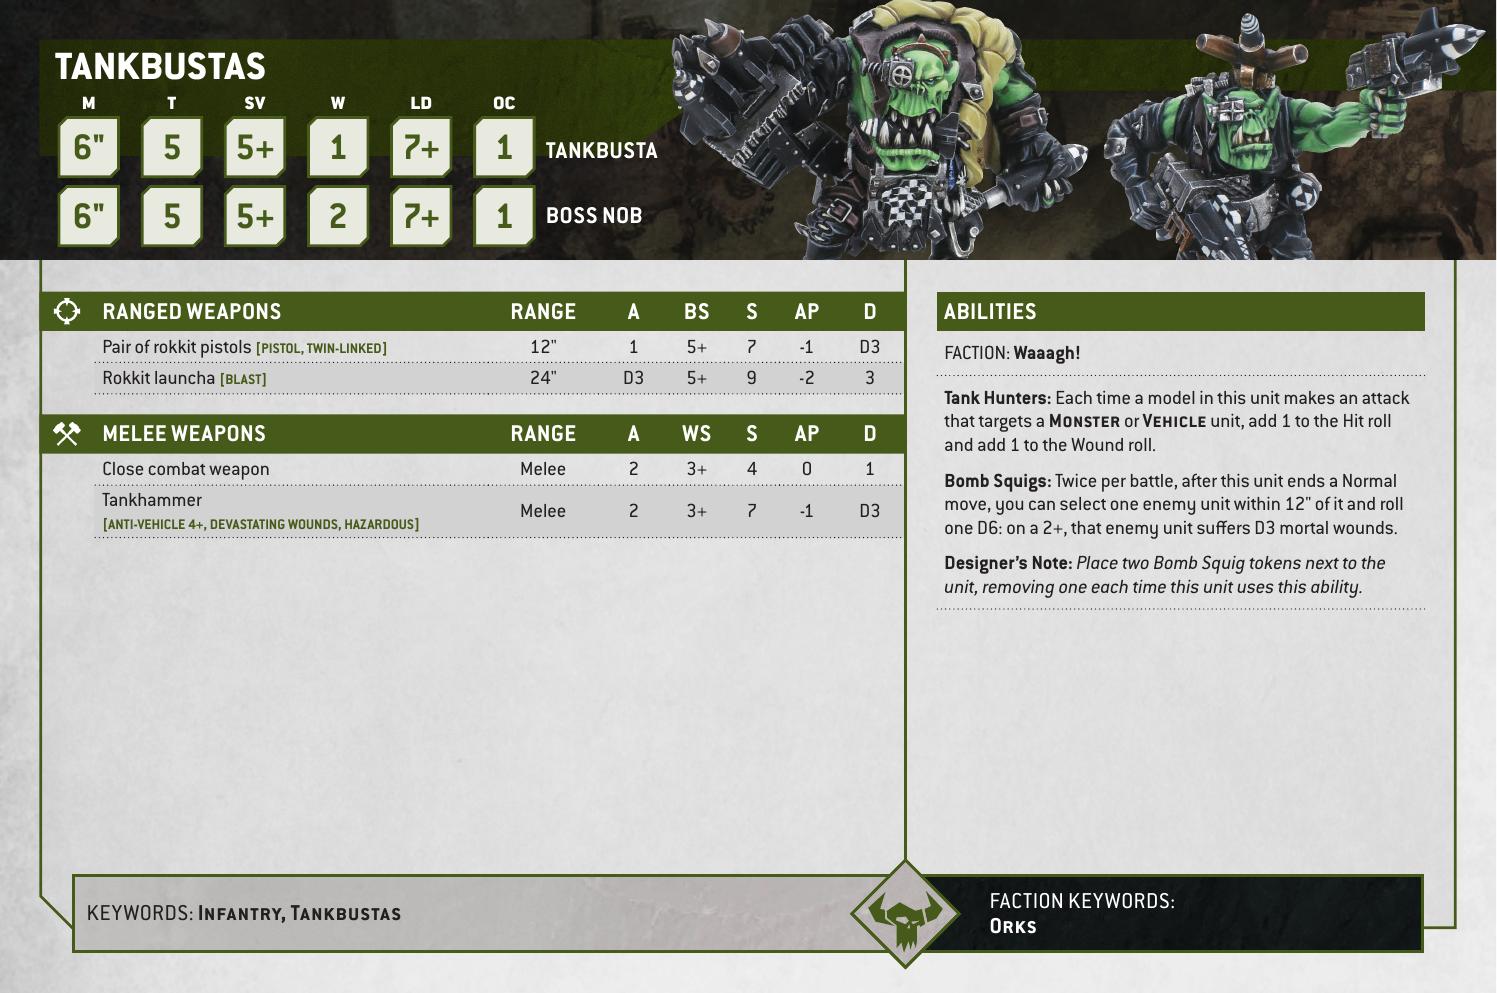 TANKBUSTAS
M T SV W LD OC
6" 5 5+ 1 7+ 1 TANKBUSTA
6" 5 5+ 2 7+ 1 BOSS NOB
RANGED WEAPONS RANGE A BS S AP D
Pair of rokkit pistols [PISTOL, TWIN-LINKED] 12" 1 5+ 7 -1 D3
Rokkit launcha [BLAST] 24" D3 5+ 9 -2 3
MELEE WEAPONS RANGE A WS S AP D
Close combat weapon Melee 2 3+ 4 0 1
Tankhammer
[ANTI-VEHICLE 4+, DEVASTATING WOUNDS, HAZARDOUS] Melee 2 3+ 7 -1 D3
ABILITIES
FACTION: Waaagh!
Tank Hunters: Each time a model in this unit makes an attack
that targets a MONSTER or VEHICLE unit, add 1 to the Hit roll
and add 1 to the Wound roll.
Bomb Squigs: Twice per battle, after this unit ends a Normal
move, you can select one enemy unit within 12" of it and roll
one D6: on a 2+, that enemy unit suffers D3 mortal wounds.
Designer's Note: Place two Bomb Squig tokens next to the
unit, removing one each time this unit uses this ability.
KEYWORDS: INFANTRY, TANKBUSTAS
FACTION KEYWORDS:
ORKS